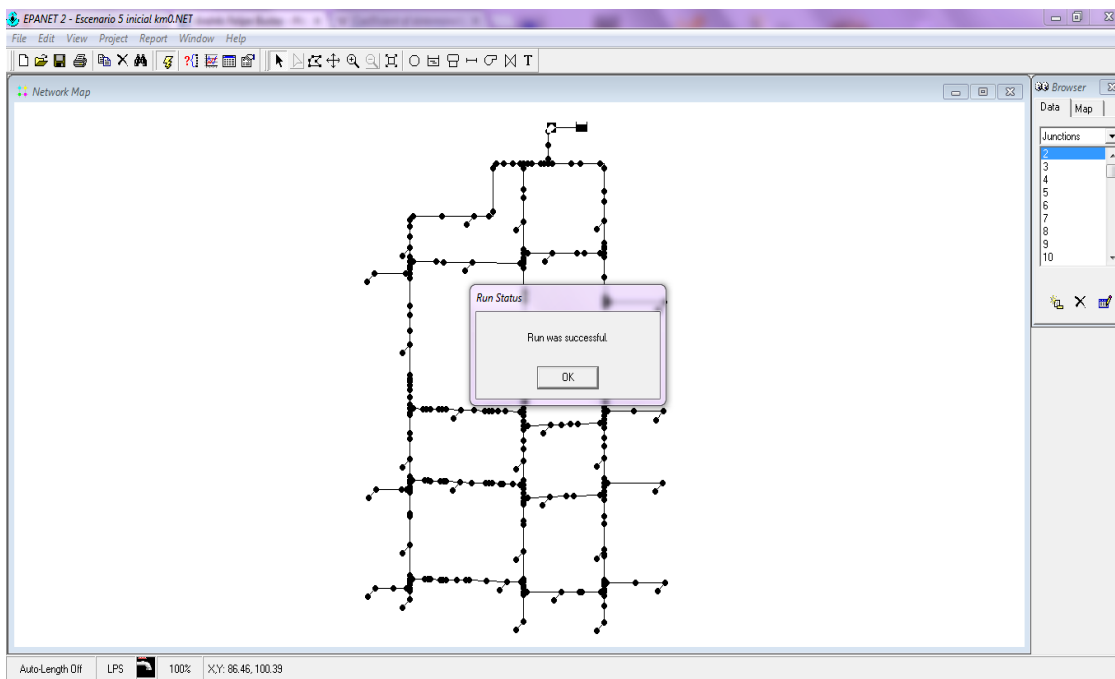 EPANET 2 - Escenario 5 inicial km0.NET
File Edit View Project Report Window Help
T
Network Map
Browser
Data Map
Junctions
2
3
4
5
6
7
8
9
10
Run Status
Run was successful.
OK
Auto-Length Off LPS 100% X,Y: 86.46, 100.39